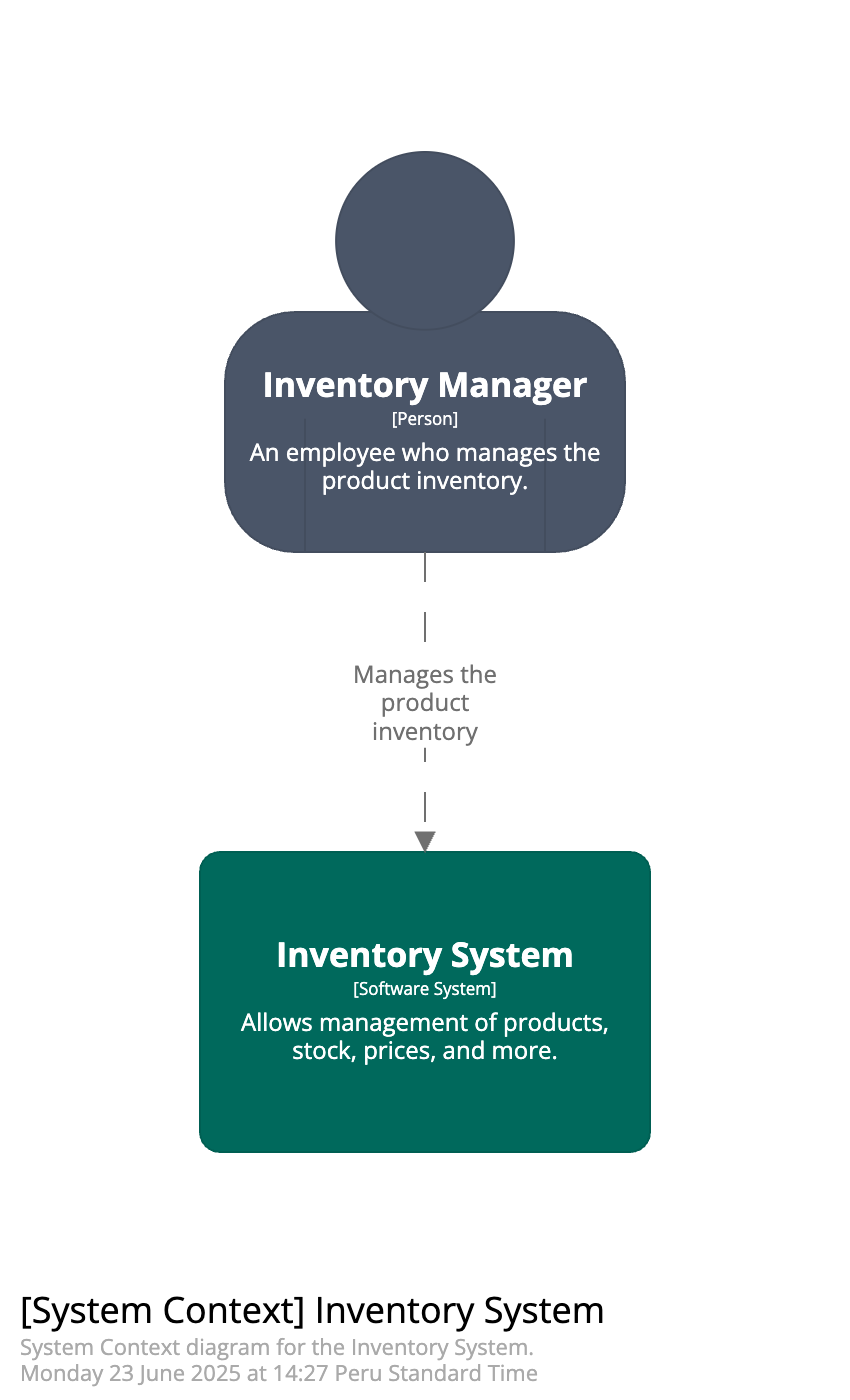 Inventory Manager
[Person]
An employee who manages the
product inventory.
Manages the
product
inventory
Inventory System
[Software System]
Allows management of products,
stock, prices, and more.
[System Context] Inventory System
System Context diagram for the Inventory System.
Monday 23 June 2025 at 14:27 Peru Standard Time